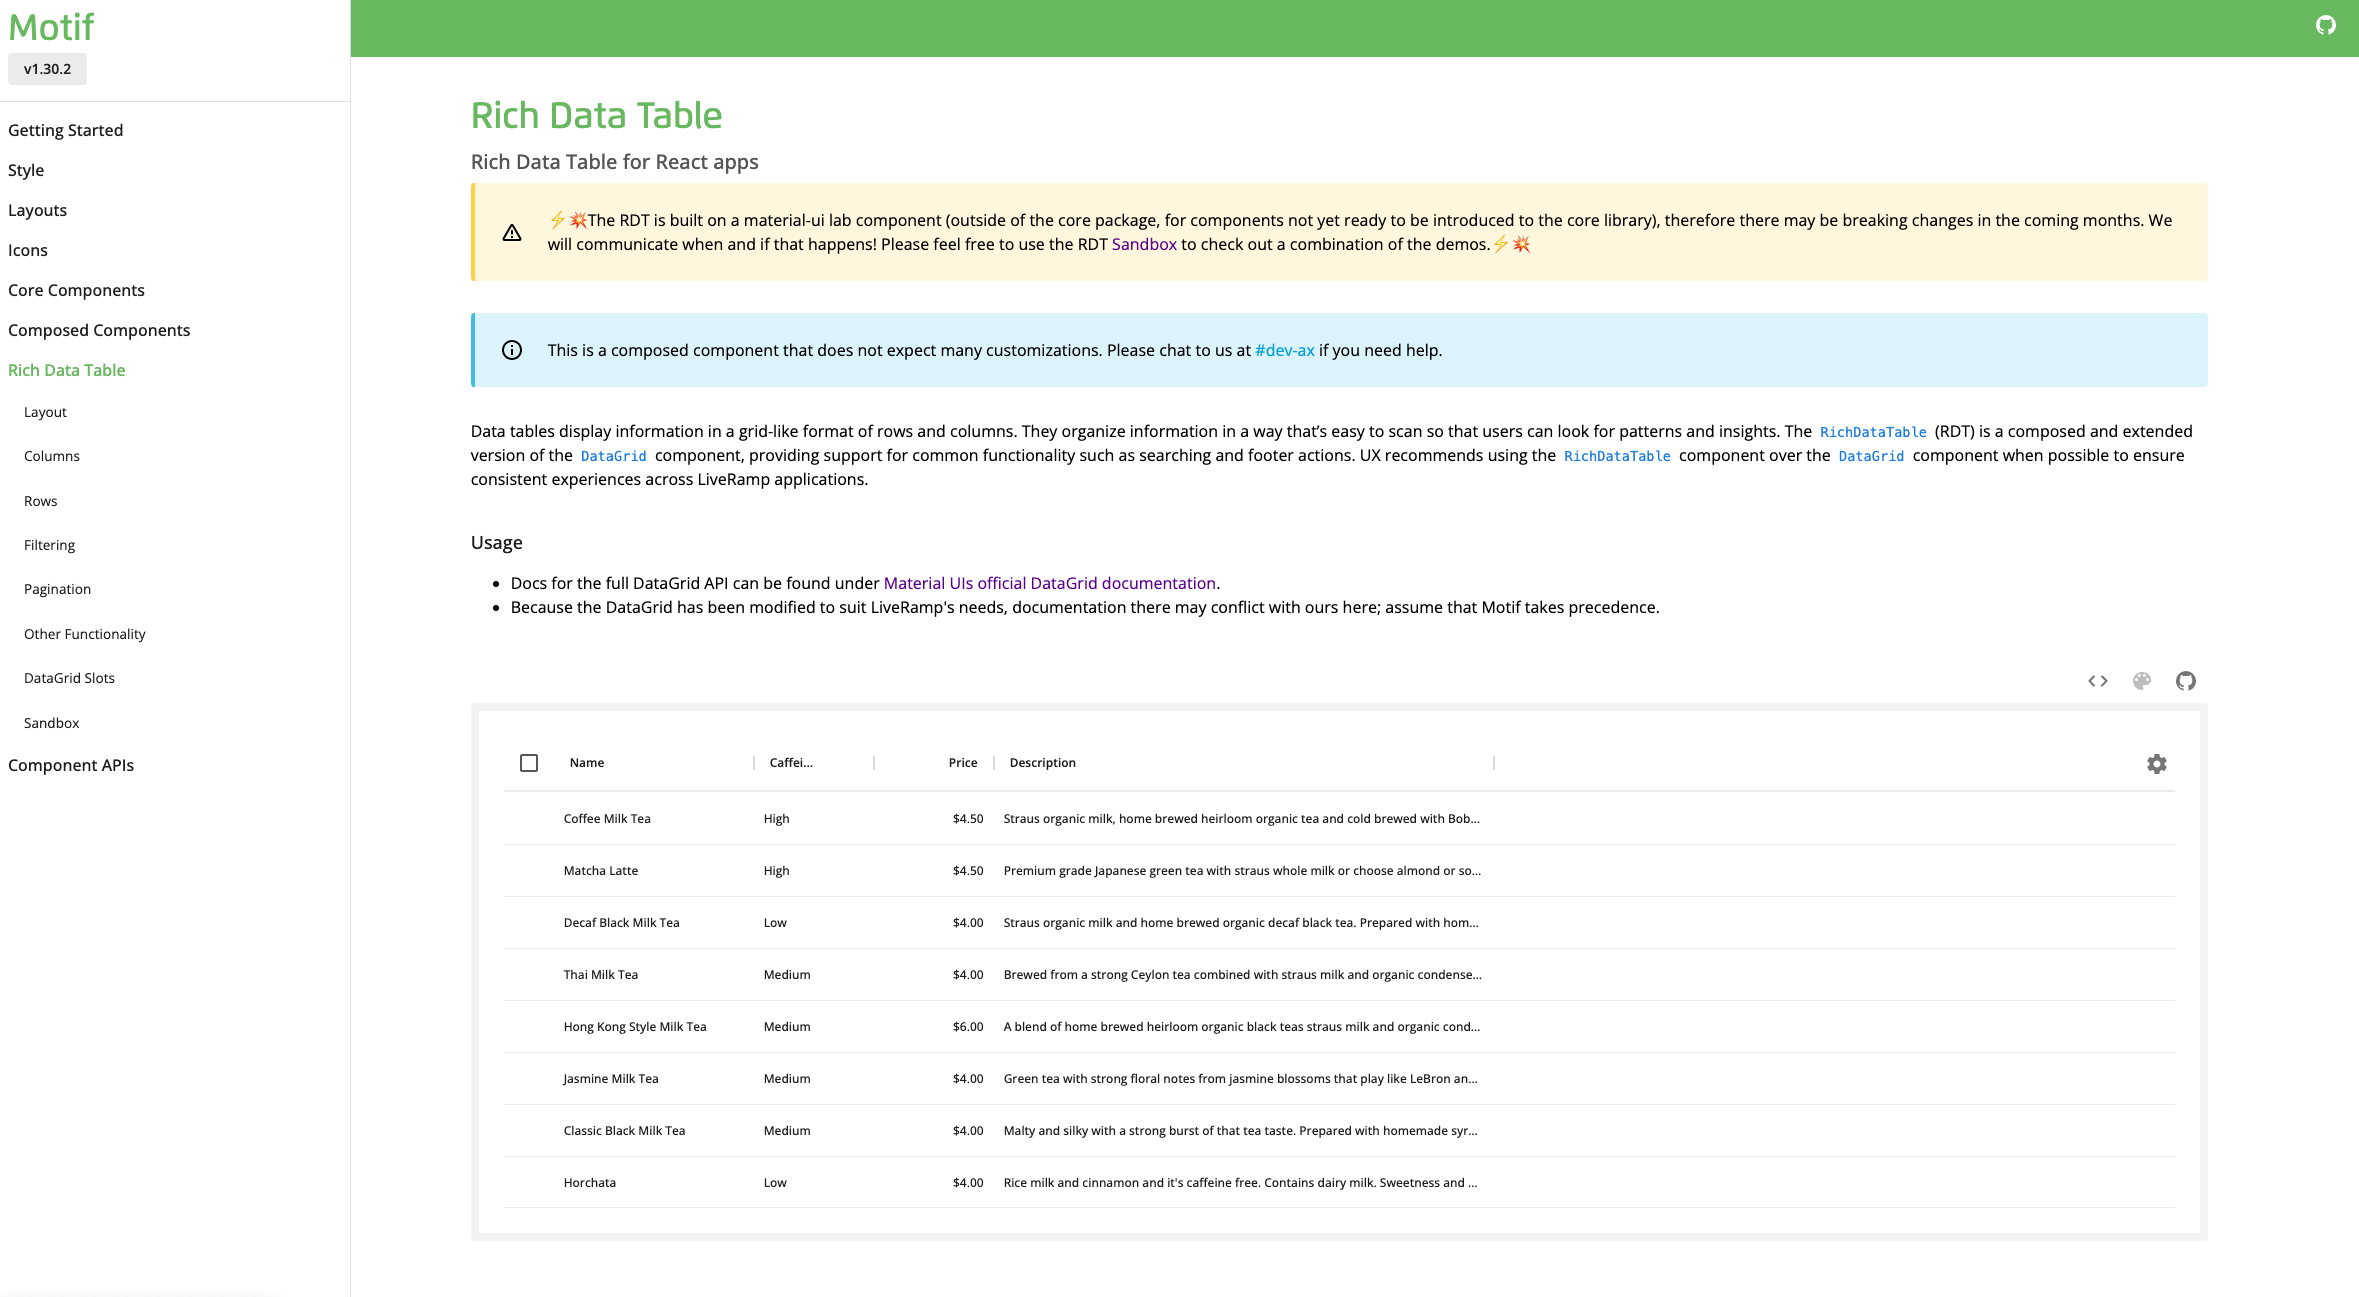 Motif
v1.30.2
Getting Started
Style
Layouts
Icons
Core Components
Composed Components
Rich Data Table
Layout
Columns
Rows
Filtering
Pagination
Other Functionality
DataGrid Slots
Sandbox
Component APIs
Rich Data Table
Rich Data Table for React apps
⚡💥The RDT is built on a material-ui lab component (outside of the core package, for components not yet ready to be introduced to the core library), therefore there may be breaking changes in the coming months. We
will communicate when and if that happens! Please feel free to use the RDT Sandbox to check out a combination of the demos.⚡💥
This is a composed component that does not expect many customizations. Please chat to us at #dev-ax if you need help.
Data tables display information in a grid-like format of rows and columns. They organize information in a way that’s easy to scan so that users can look for patterns and insights. The RichDataTable (RDT) is a composed and extended
version of the DataGrid component, providing support for common functionality such as searching and footer actions. UX recommends using the RichDataTable component over the DataGrid component when possible to ensure
consistent experiences across LiveRamp applications.
Usage
• Docs for the full DataGrid API can be found under Material UIs official DataGrid documentation.
• Because the DataGrid has been modified to suit LiveRamp's needs, documentation there may conflict with ours here; assume that Motif takes precedence.
Name Caffei... Price Description
Coffee Milk Tea High $4.50 Straus organic milk, home brewed heirloom organic tea and cold brewed with Bob...
Matcha Latte High $4.50 Premium grade Japanese green tea with straus whole milk or choose almond or so...
Decaf Black Milk Tea Low $4.00 Straus organic milk and home brewed organic decaf black tea. Prepared with hom...
Thai Milk Tea Medium $4.00 Brewed from a strong Ceylon tea combined with straus milk and organic condense...
Hong Kong Style Milk Tea Medium $6.00 A blend of home brewed heirloom organic black teas straus milk and organic cond...
Jasmine Milk Tea Medium $4.00 Green tea with strong floral notes from jasmine blossoms that play like LeBron an...
Classic Black Milk Tea Medium $4.00 Malty and silky with a strong burst of that tea taste. Prepared with homemade syr...
Horchata Low $4.00 Rice milk and cinnamon and it's caffeine free. Contains dairy milk. Sweetness and ...